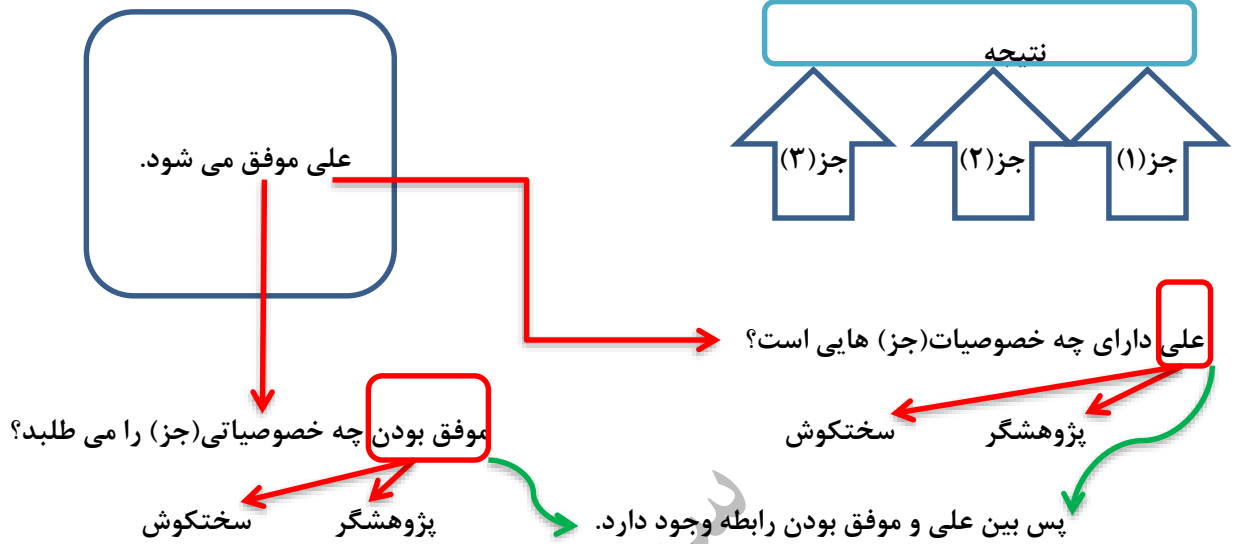 نتیجه
جز(۱)
جز(۲)
جز(۳)
علی موفق می شود.
علی دارای چه خصوصیات(جز) هایی است؟
پژوهشگر
سختکوش
موفق بودن چه خصوصیاتی(جز) را می طلبد؟
پژوهشگر
سختکوش
پس بین علی و موفق بودن رابطه وجود دارد.